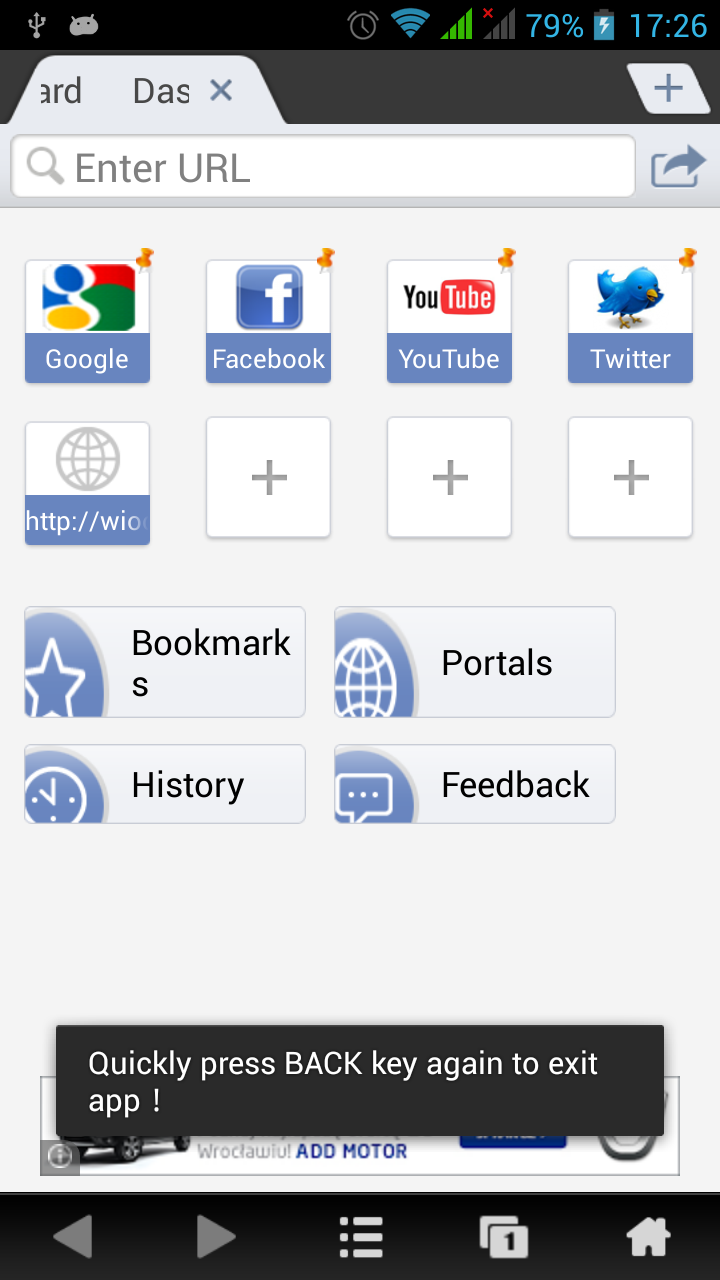 79% 17:26
ard Das
Enter URL
You Tube
Google Facebook YouTube Twitter
http://wio
Bookmark
s
Portals
History Feedback
Quickly press BACK key again to exit
app !
Wrocławiu! ADD MOTOR
1